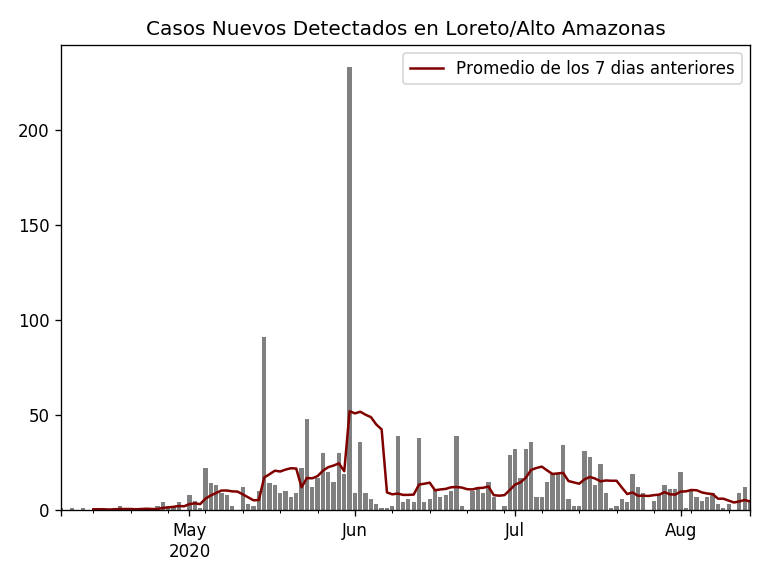 Casos Nuevos Detectados en Loreto/Alto Amazonas
Promedio de los 7 dias anteriores
200
150
100
50
0
May
2020
Jun
Jul
Aug